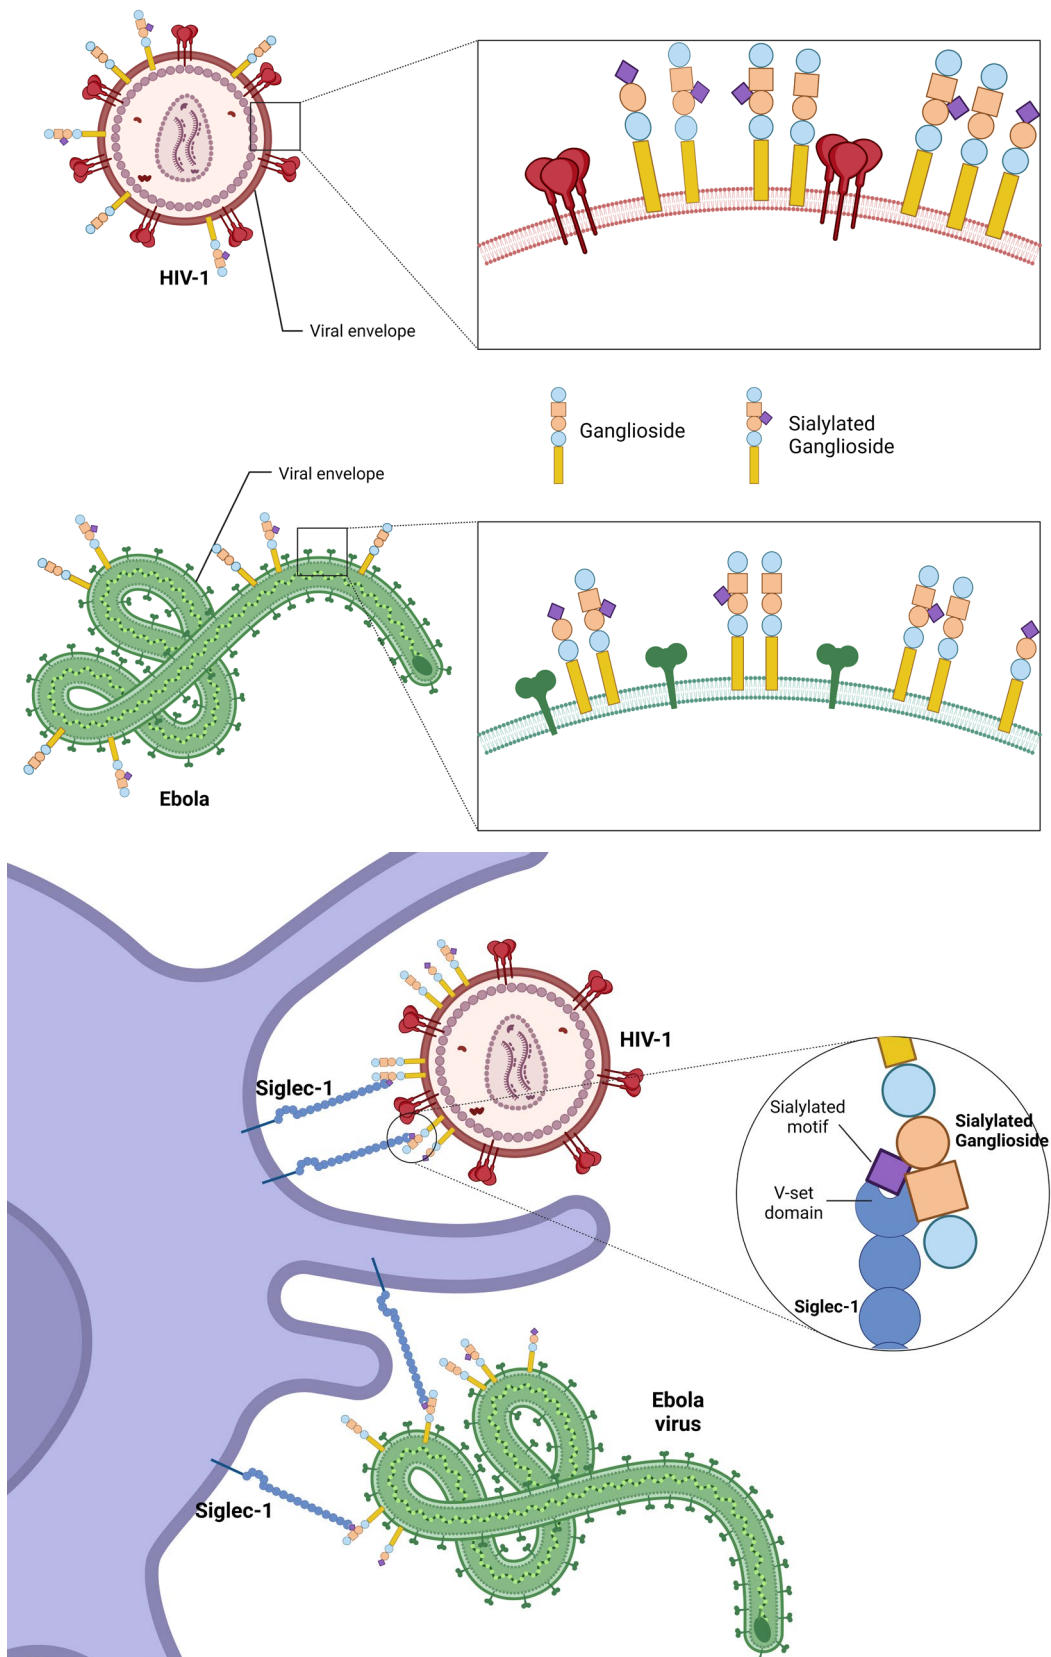 HIV-1
Viral envelope
Ganglioside
Sialylated
Ganglioside
Viral envelope
Ebola
HIV-1
Siglec-1
Sialylated
motif
Sialylated
Ganglioside
V-set
domain
Siglec-1
Ebola
virus
Siglec-1